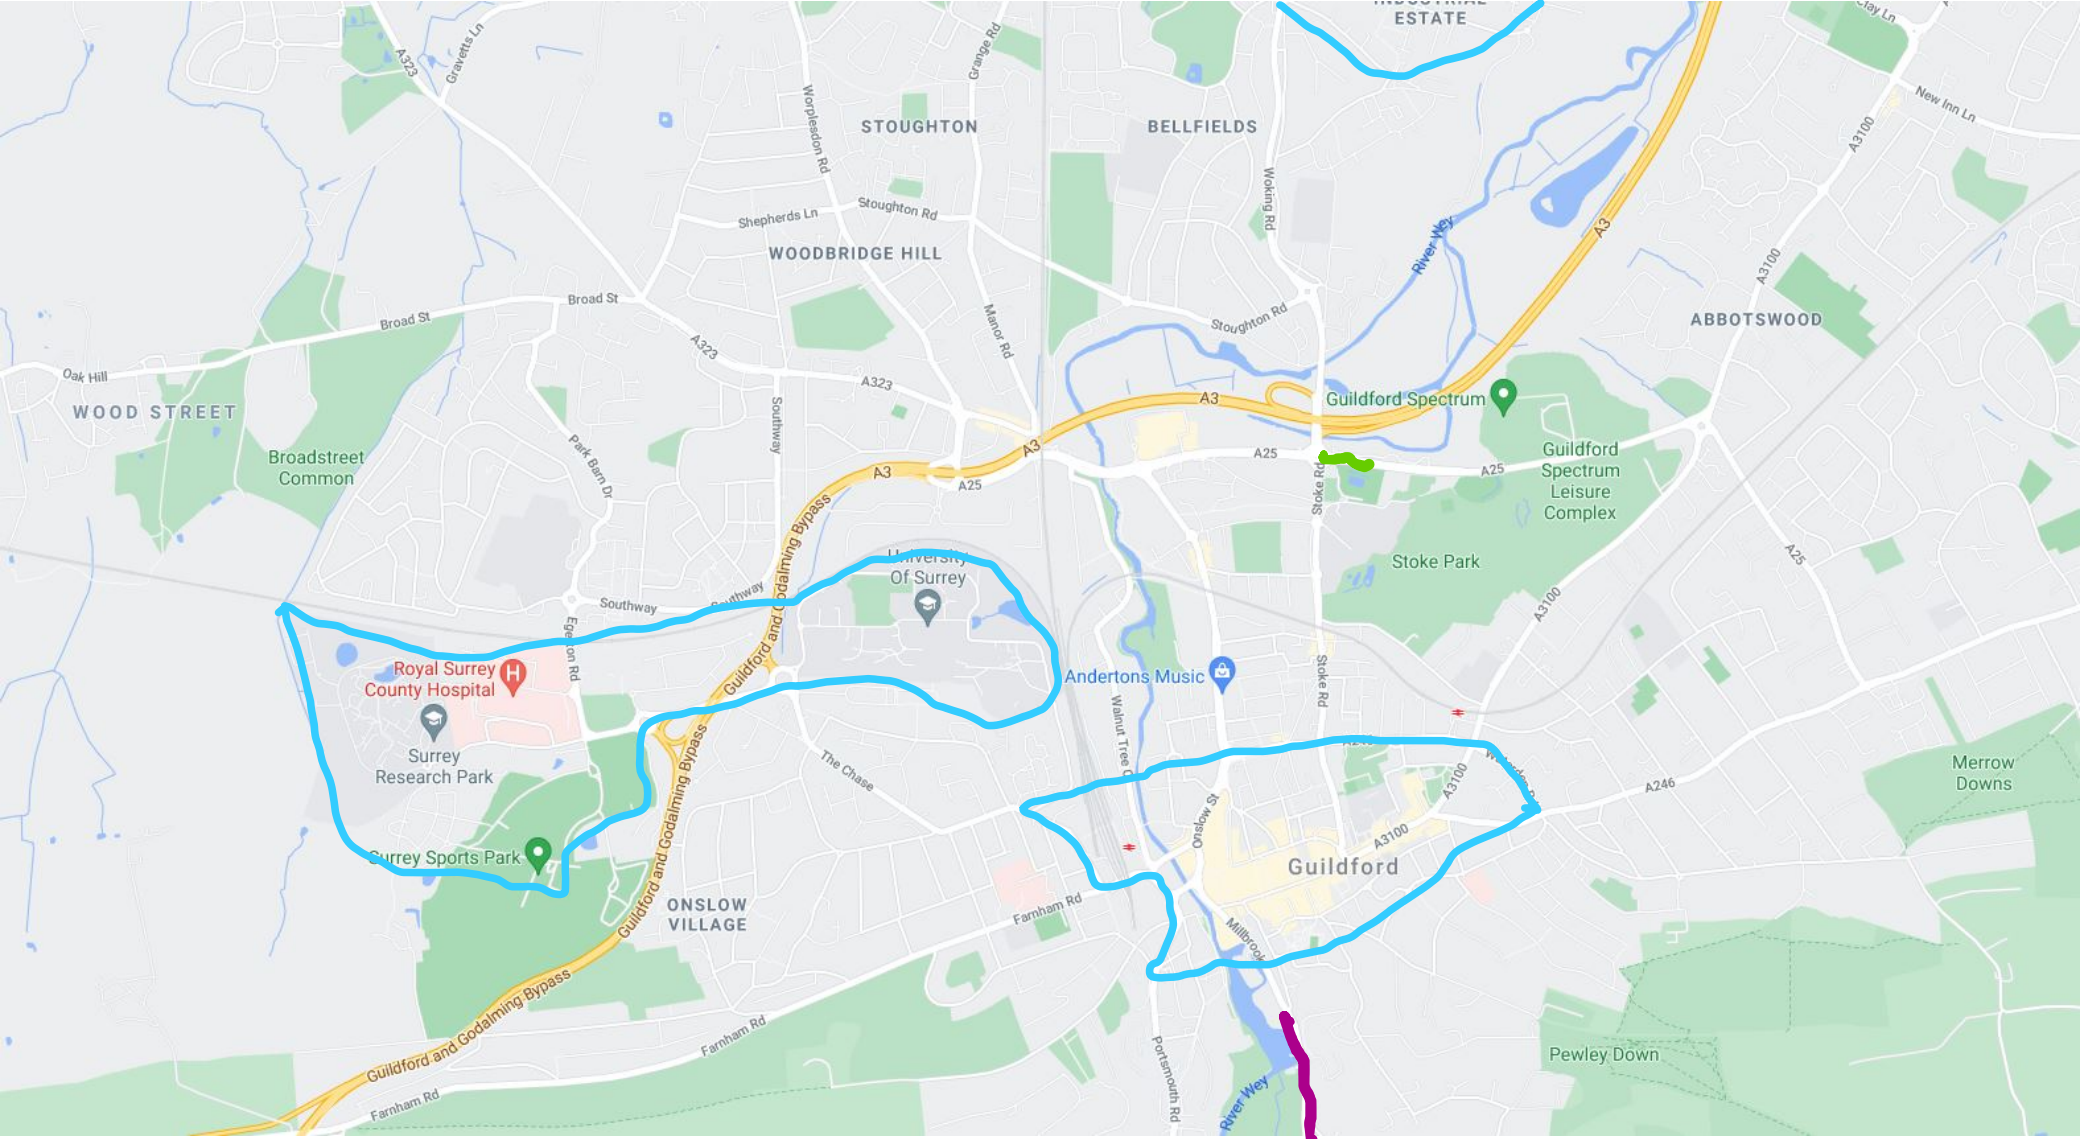 INDUSTRIAL
ESTATE
Clay Ln
A323
Gravetts Ln
Grange Rd
New Inn Ln
Worplesdon Rd
STOUGHTON
BELLFIELDS
A3100
Woking Rd
Shepherds Ln
Stoughton Rd
A3
River Wey
WOODBRIDGE HILL
A3100
Broad St
Broad St
Stoughton Rd
ABBOTSWOOD
Manor Rd
A323
Oak Hill
A323
WOOD STREET
A3
Guildford Spectrum
Southway
Broadstreet
Common
Park Barn Dr
A3
A3
A25
A25
A25
Stoke Rd
Guildford
Spectrum
Leisure
Complex
Guildford and Godalming Bypass
Stoke Park
A25
University
Of Surrey
Southway
Southway
A3100
Egerton Rd
Royal Surrey
County Hospital
Andertons Music
Stoke Rd
Surrey
Research Park
Walnut Tree C
The Chase
A246
Waterden Rd
A3100
A246
Merrow
Downs
Guildford and Godalming Bypass
Onslow St
A3100
Surrey Sports Park
Guildford
ONSLOW
VILLAGE
Farnham Rd
Millbrook
Guildford and Godalming Bypass
Farnham Rd
Portsmouth Rd
Pewley Down
River Wey
Farnham Rd